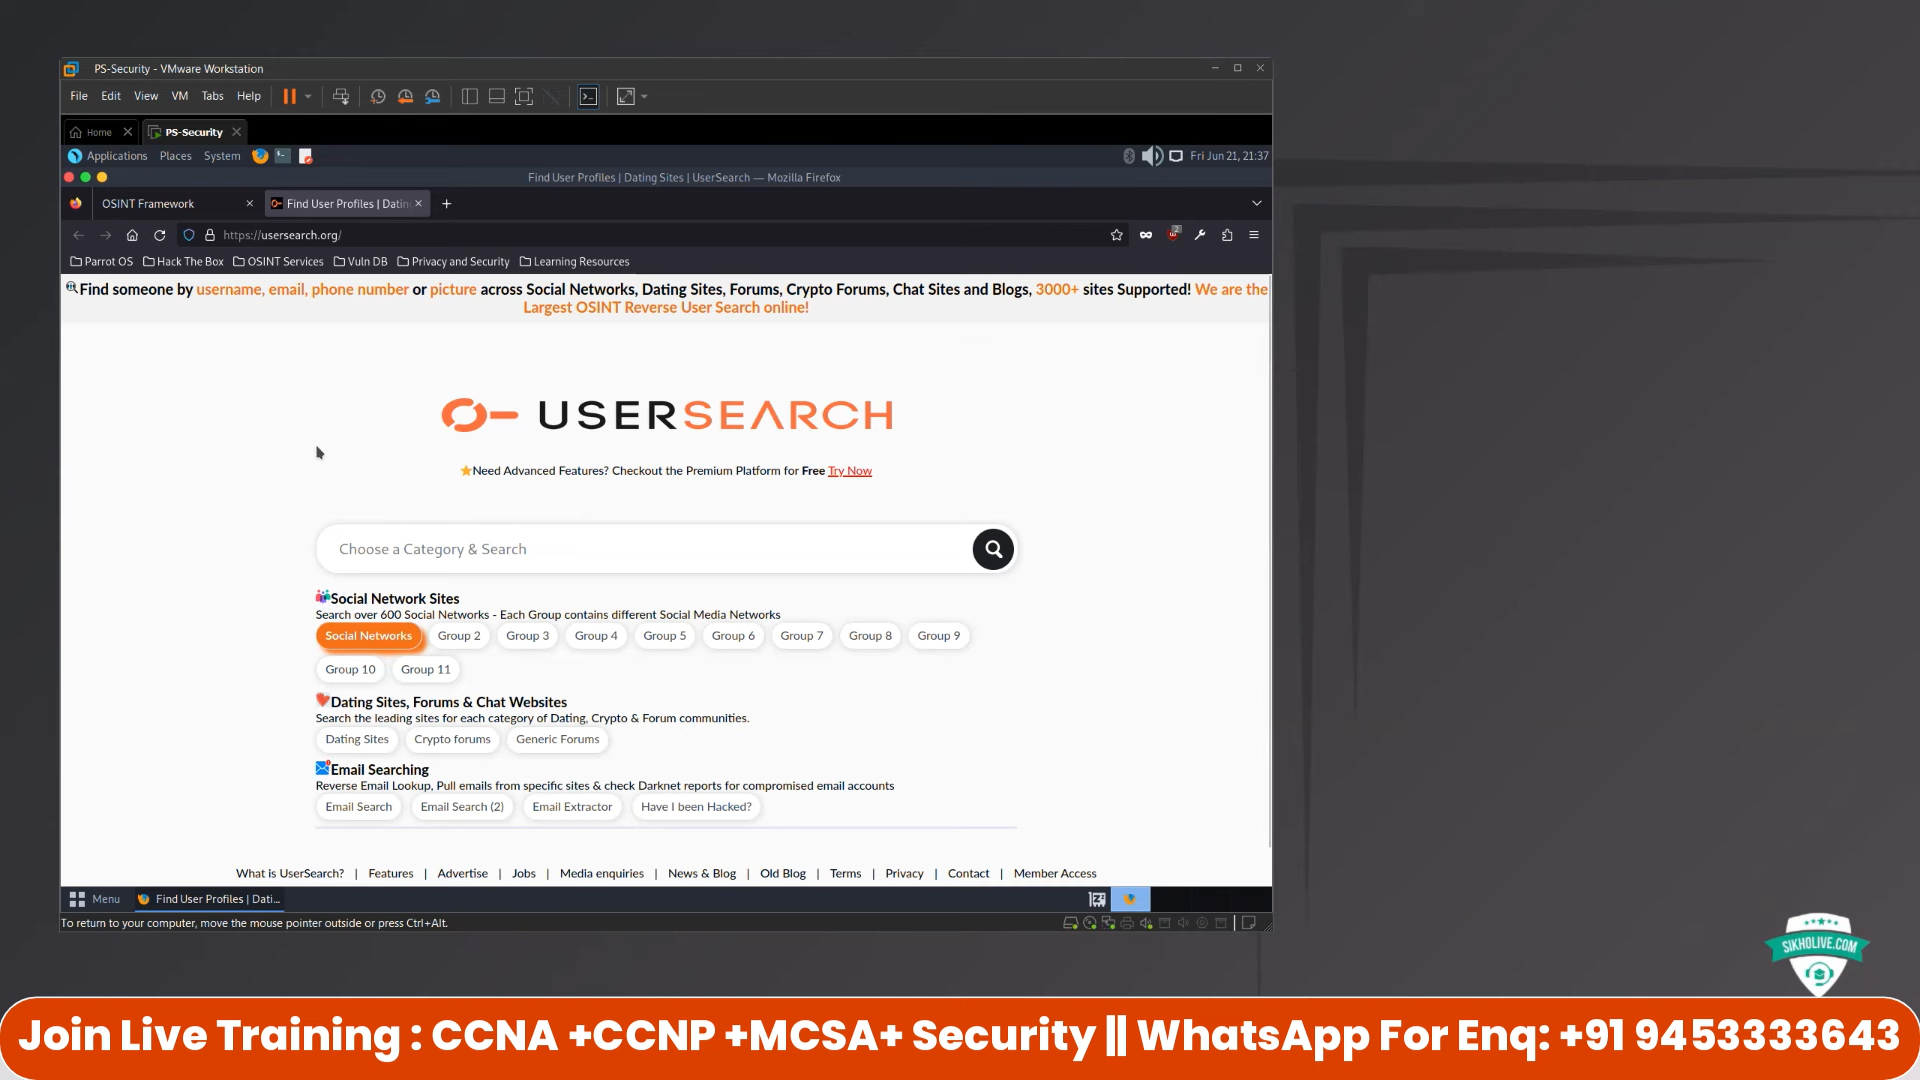 PS-Security - VMware Workstation
File Edit View VM Tabs Help
Home PS-Security
Applications Places System Fri Jun 21, 21:37
Find User Profiles | Dating Sites | UserSearch — Mozilla Firefox
OSINT Framework Find User Profiles | Datin
https://usersearch.org/
Parrot OS Hack The Box OSINT Services Vuln DB Privacy and Security Learning Resources
Find someone by username, email, phone number or picture across Social Networks, Dating Sites, Forums, Crypto Forums, Chat Sites and Blogs, 3000+ sites Supported! We are the
Largest OSINT Reverse User Search online!
USERSEARCH
Need Advanced Features? Checkout the Premium Platform for Free Try Now
Choose a Category & Search
Social Network Sites
Search over 600 Social Networks - Each Group contains different Social Media Networks
Social Networks Group 2 Group 3 Group 4 Group 5 Group 6 Group 7 Group 8 Group 9
Group 10 Group 11
Dating Sites, Forums & Chat Websites
Search the leading sites for each category of Dating, Crypto & Forum communities.
Dating Sites Crypto forums Generic Forums
Email Searching
Reverse Email Lookup, Pull emails from specific sites & check Darknet reports for compromised email accounts
Email Search Email Search (2) Email Extractor Have I been Hacked?
What is UserSearch? | Features | Advertise | Jobs | Media enquiries | News & Blog | Old Blog | Terms | Privacy | Contact | Member Access
Menu Find User Profiles | Dati...
To return to your computer, move the mouse pointer outside or press Ctrl+Alt.
SIKHOLIVE.COM
Join Live Training : CCNA +CCNP +MCSA+ Security || WhatsApp For Enq: +91 9453333643